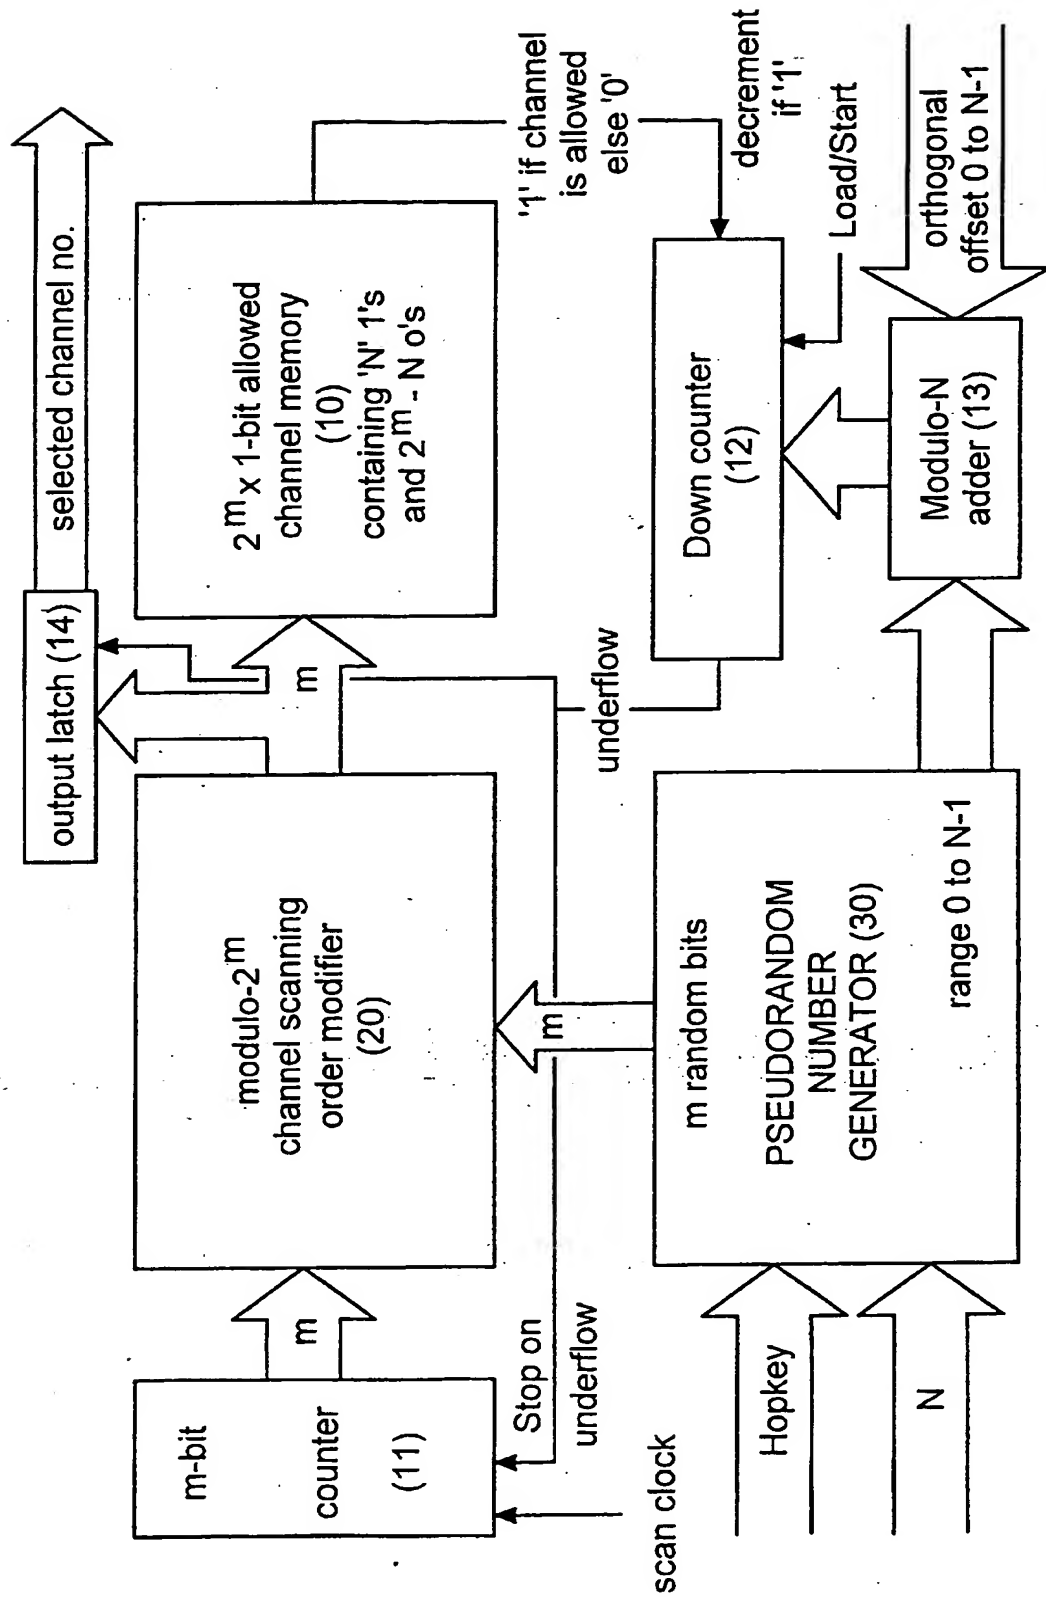 output latch (14)
selected channel no.
m-bit
counter
(11)
m
modulo-2^m
channel scanning
order modifier
(20)
m
2^m x 1-bit allowed
channel memory
(10)
containing 'N' 1's
and 2^m - N o's
Stop on
underflow
scan clock
m
underflow
'1' if channel
is allowed
else '0'
decrement
if '1'
Load/Start
Down counter
(12)
Hopkey
N
m random bits
PSEUDORANDOM
NUMBER
GENERATOR (30)
range 0 to N-1
Modulo-N
adder (13)
orthogonal
offset 0 to N-1